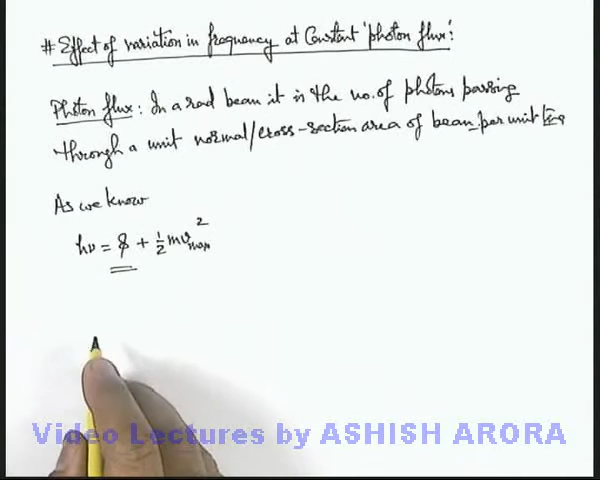 # Effect of variation in frequency at Constant 'photon flux':
Photon flux: In a rad beam it is the no. of photons passing
through a unit normal/cross-section area of beam per unit
As we know
hν = ϕ + ½mv²max
Video Lectures by ASHISH ARORA